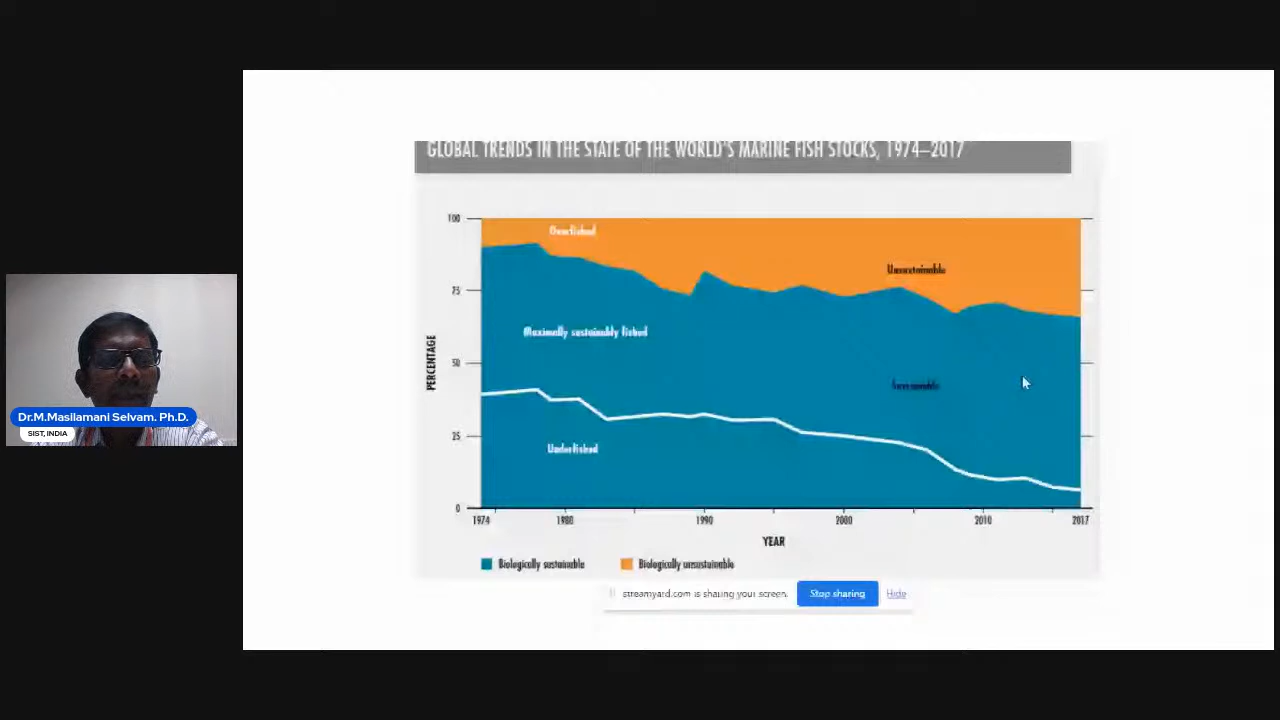 GLOBAL TRENDS IN THE STATE OF THE WORLD'S MARINE FISH STOCKS, 1974–2017
100
Overfished
Unsustainable
75
Maximally sustainably fished
PERCENTAGE
50
Sustainable
25
Underfished
0
1974 1980 1990 2000 2010 2017
YEAR
Biologically sustainable Biologically unsustainable
streamyard.com is sharing your screen. Stop sharing Hide
Dr.M.Masilamani Selvam. Ph.D.
SIST, INDIA